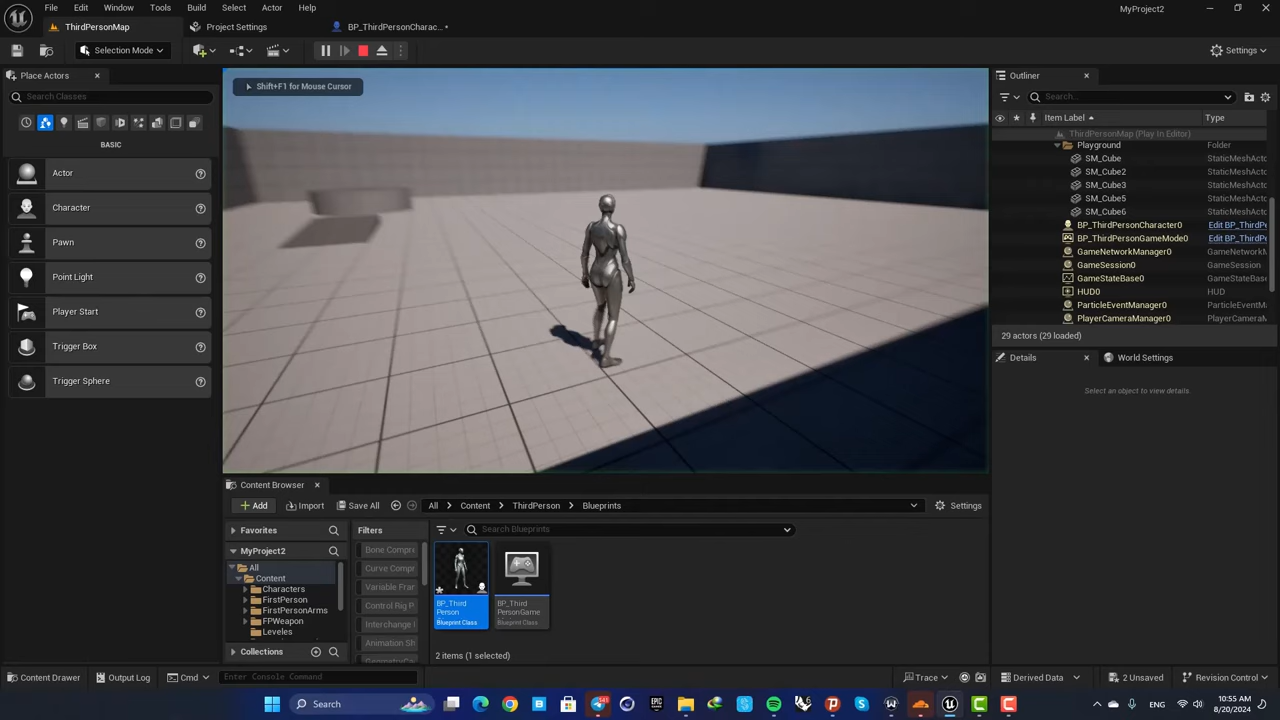 File Edit Window Tools Build Select Actor Help
MyProject2
ThirdPersonMap
Project Settings
BP_ThirdPersonCharac...*
Selection Mode
Settings
Place Actors
Search Classes
BASIC
Actor
Character
Pawn
Point Light
Player Start
Trigger Box
Trigger Sphere
Shift+F1 for Mouse Cursor
Outliner
Search...
Item Label Type
ThirdPersonMap (Play In Editor)
Playground Folder
SM_Cube StaticMeshActo
SM_Cube2 StaticMeshActo
SM_Cube3 StaticMeshActo
SM_Cube5 StaticMeshActo
SM_Cube6 StaticMeshActo
BP_ThirdPersonCharacter0 Edit BP_ThirdPe
BP_ThirdPersonGameMode0 Edit BP_ThirdPe
GameNetworkManager0 GameNetworkM
GameSession0 GameSession
GameStateBase0 GameStateBase
HUD0 HUD
ParticleEventManager0 ParticleEventM
PlayerCameraManager0 PlayerCameraM
29 actors (29 loaded)
Details
World Settings
Select an object to view details.
Content Browser
Add Import Save All
All Content ThirdPerson Blueprints
Settings
Favorites
MyProject2
All
Content
Characters
FirstPerson
FirstPersonArms
FPWeapon
Leveles
Collections
Filters
Bone Compre
Curve Compre
Variable Fran
Control Rig P
Interchange I
Animation Sh
Search Blueprints
BP_Third
Person
Blueprint Class
BP_Third
PersonGame
Blueprint Class
2 items (1 selected)
Content Drawer
Output Log
Cmd
Enter Console Command
Trace
Derived Data
2 Unsaved
Revision Control
Search
10:55 AM
8/20/2024